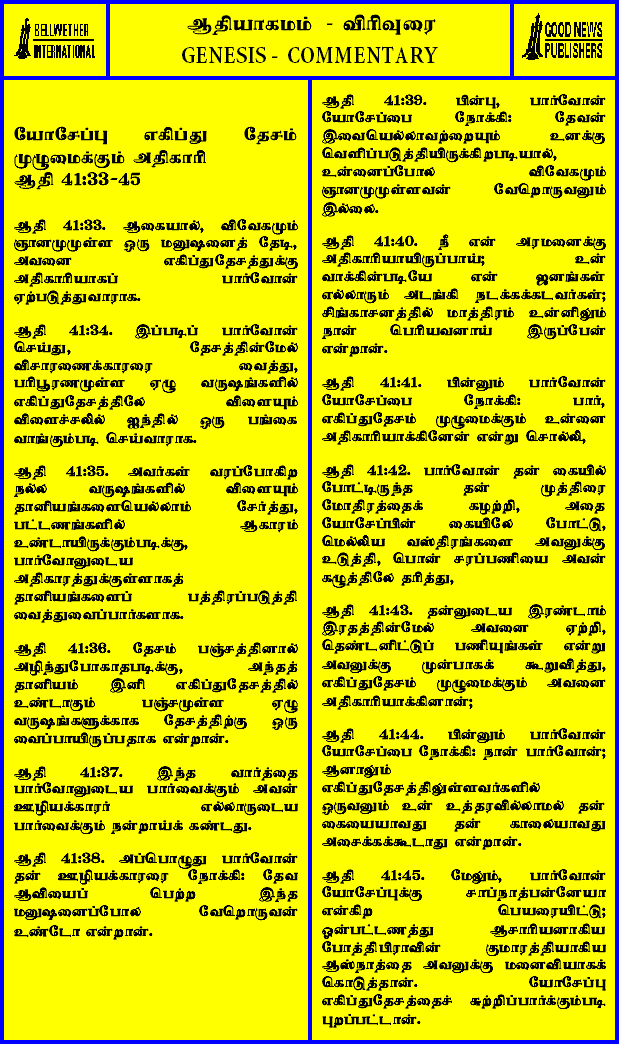 BELLWETHER
INTERNATIONAL
ஆதியாகமம் - விரிவுரை
GENESIS - COMMENTARY
GOOD NEWS
PUBLISHERS
யோசேப்பு எகிப்து தேசம்
முழுமைக்கும் அதிகாரி
ஆதி 41:33-45
ஆதி 41:33. ஆகையால், விவேகமும்
ஞானமுமுள்ள ஒரு மனுஷனைத் தேடி,
அவனை எகிப்துதேசத்துக்கு
அதிகாரியாகப் பார்வோன்
ஏற்படுத்துவாராக.
ஆதி 41:34. இப்படிப் பார்வோன்
செய்து, தேசத்தின்மேல்
விசாரணைக்காரரை வைத்து,
பரிபூரணமுள்ள ஏழு வருஷங்களில்
எகிப்துதேசத்திலே விளையும்
விளைச்சலில் ஐந்தில் ஒரு பங்கை
வாங்கும்படி செய்வாராக.
ஆதி 41:35. அவர்கள் வரப்போகிற
நல்ல வருஷங்களில் விளையும்
தானியங்களையெல்லாம் சேர்த்து,
பட்டணங்களில் ஆகாரம்
உண்டாயிருக்கும்படிக்கு,
பார்வோனுடைய
அதிகாரத்துக்குள்ளாகத்
தானியங்களைப் பத்திரப்படுத்தி
வைத்துவைப்பார்களாக.
ஆதி 41:36. தேசம் பஞ்சத்தினால்
அழிந்துபோகாதபடிக்கு, அந்தத்
தானியம் இனி எகிப்துதேசத்தில்
உண்டாகும் பஞ்சமுள்ள ஏழு
வருஷங்களுக்காக தேசத்திற்கு ஒரு
வைப்பாயிருப்பதாக என்றான்.
ஆதி 41:37. இந்த வார்த்தை
பார்வோனுடைய பார்வைக்கும் அவன்
ஊழியக்காரர் எல்லாருடைய
பார்வைக்கும் நன்றாய்க் கண்டது.
ஆதி 41:38. அப்பொழுது பார்வோன்
தன் ஊழியக்காரரை நோக்கி: தேவ
ஆவியைப் பெற்ற இந்த
மனுஷனைப்போல வேறொருவன்
உண்டோ என்றான்.
ஆதி 41:39. பின்பு, பார்வோன்
யோசேப்பை நோக்கி: தேவன்
இவையெல்லாவற்றையும் உனக்கு
வெளிப்படுத்தியிருக்கிறபடியால்,
உன்னைப்போல விவேகமும்
ஞானமுமுள்ளவன் வேறொருவனும்
இல்லை.
ஆதி 41:40. நீ என் அரமனைக்கு
அதிகாரியாயிருப்பாய்; உன்
வாக்கின்படியே என் ஜனங்கள்
எல்லாரும் அடங்கி நடக்கக்கடவர்கள்;
சிங்காசனத்தில் மாத்திரம் உன்னிலும்
நான் பெரியவனாய் இருப்பேன்
என்றான்.
ஆதி 41:41. பின்னும் பார்வோன்
யோசேப்பை நோக்கி: பார்,
எகிப்துதேசம் முழுமைக்கும் உன்னை
அதிகாரியாக்கினேன் என்று சொல்லி,
ஆதி 41:42. பார்வோன் தன் கையில்
போட்டிருந்த தன் முத்திரை
மோதிரத்தைக் கழற்றி, அதை
யோசேப்பின் கையிலே போட்டு,
மெல்லிய வஸ்திரங்களை அவனுக்கு
உடுத்தி, பொன் சரப்பணியை அவன்
கழுத்திலே தரித்து,
ஆதி 41:43. தன்னுடைய இரண்டாம்
இரதத்தின்மேல் அவனை ஏற்றி,
தெண்டனிட்டுப் பணியுங்கள் என்று
அவனுக்கு முன்பாகக் கூறுவித்து,
எகிப்துதேசம் முழுமைக்கும் அவனை
அதிகாரியாக்கினான்;
ஆதி 41:44. பின்னும் பார்வோன்
யோசேப்பை நோக்கி: நான் பார்வோன்;
ஆனாலும்
எகிப்துதேசத்திலுள்ளவர்களில்
ஒருவனும் உன் உத்தரவில்லாமல் தன்
கையையாவது தன் காலையாவது
அசைக்கக்கூடாது என்றான்.
ஆதி 41:45. மேலும், பார்வோன்
யோசேப்புக்கு சாப்நாத்பன்னேயா
என்கிற பெயரையிட்டு;
ஓன்பட்டணத்து ஆசாரியனாகிய
போத்திபிராவின் குமாரத்தியாகிய
ஆஸ்நாத்தை அவனுக்கு மனைவியாகக்
கொடுத்தான். யோசேப்பு
எகிப்துதேசத்தைச் சுற்றிப்பார்க்கும்படி
புறப்பட்டான்.